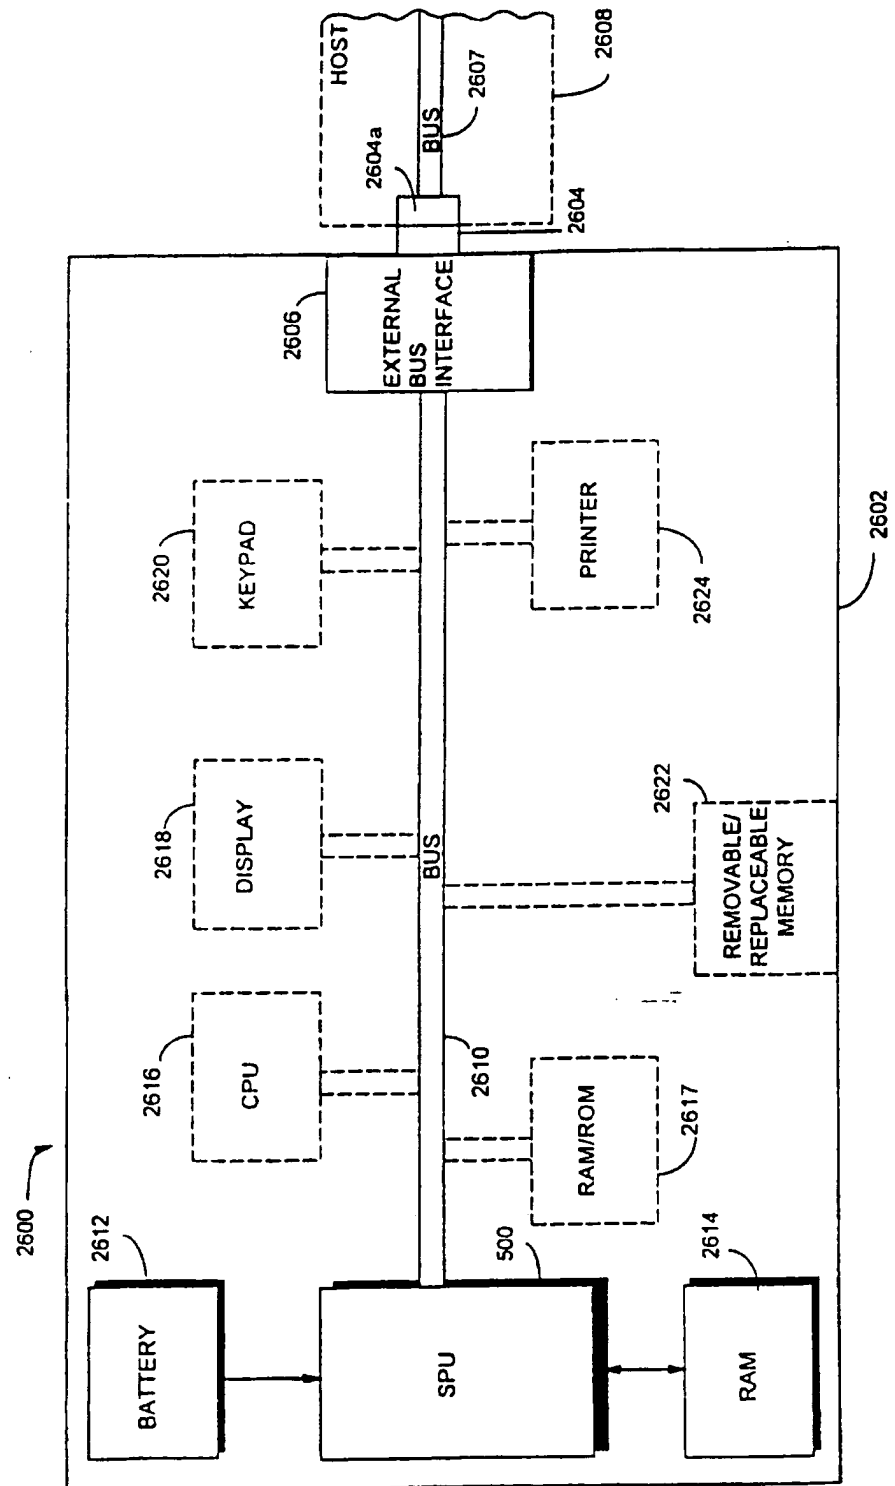 2600
2612
BATTERY
SPU
500
RAM
2614
2616
CPU
2610
RAM/ROM
2617
2618
DISPLAY
BUS
REMOVABLE/
REPLACEABLE
MEMORY
2622
2620
KEYPAD
PRINTER
2624
2602
2606
EXTERNAL
BUS
INTERFACE
2604
2604a
HOST
BUS
2607
2608